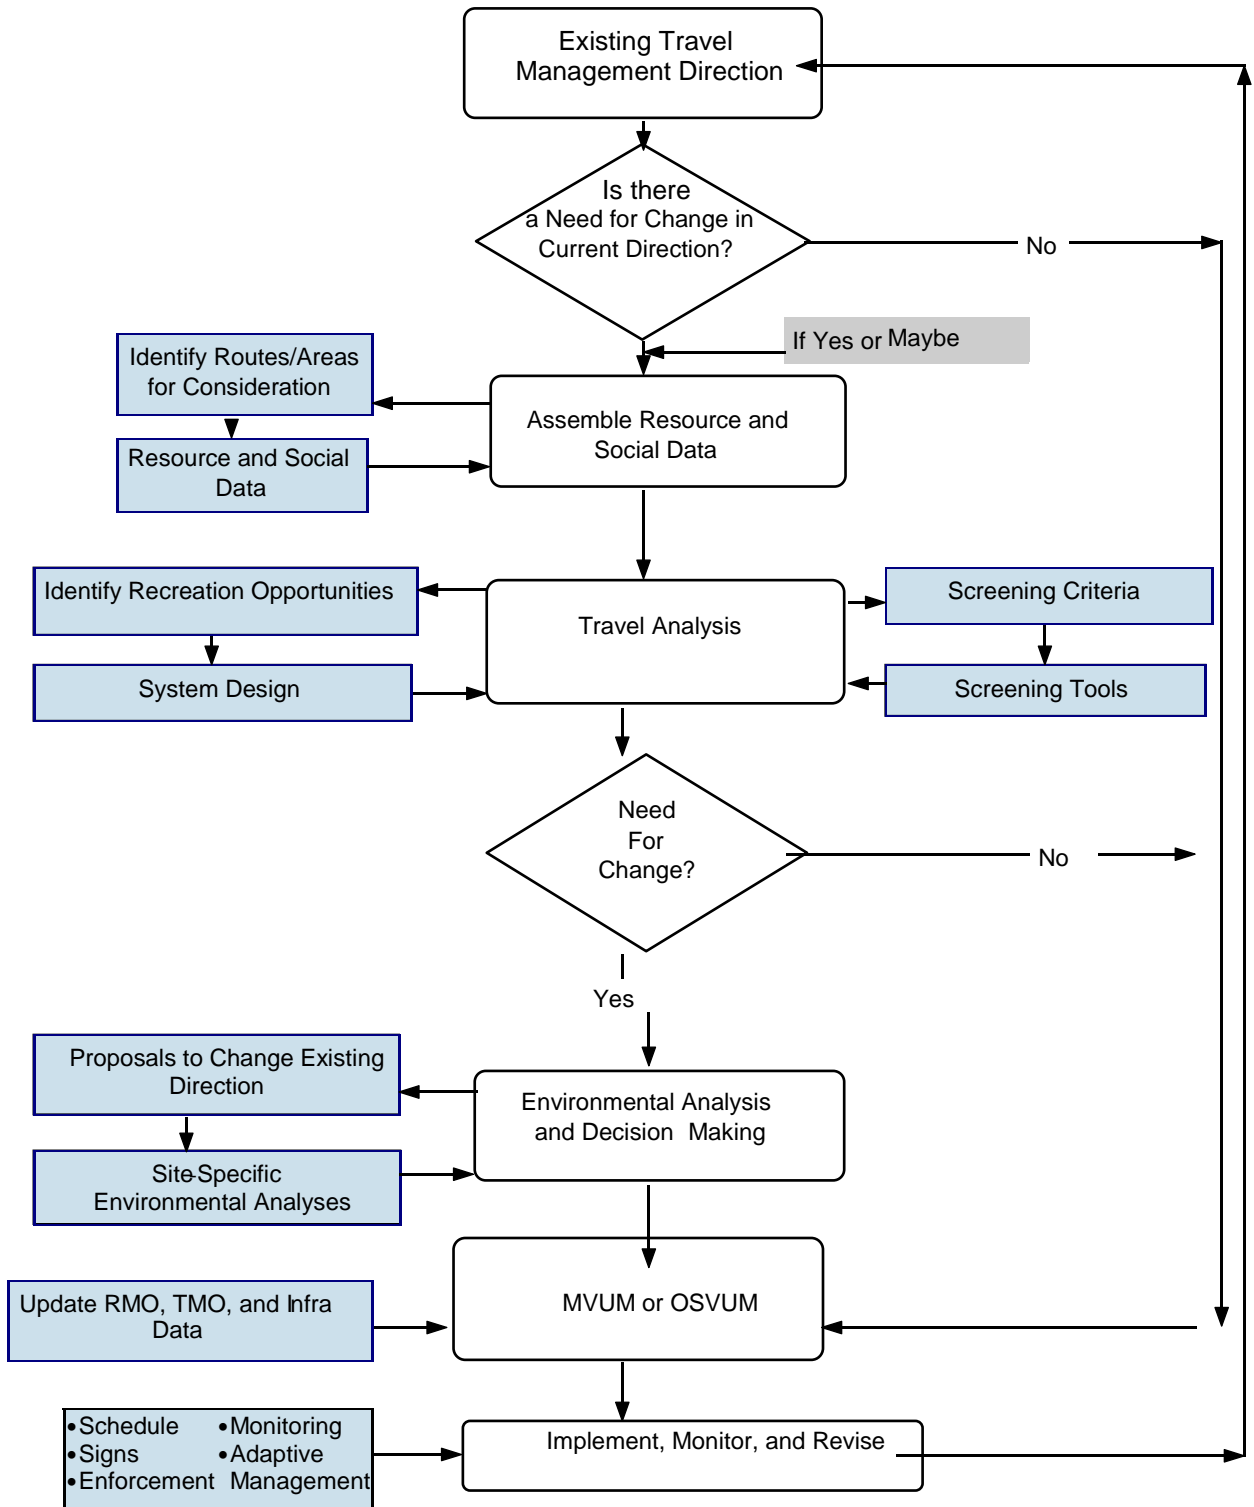 Existing Travel
Management Direction
Is there
a Need for Change in
Current Direction?
No
If Yes or Maybe
Identify Routes/Areas
for Consideration
Assemble Resource and
Social Data
Resource and Social
Data
Identify Recreation Opportunities
Travel Analysis
Screening Criteria
System Design
Screening Tools
Need
For
Change?
No
Yes
Proposals to Change Existing
Direction
Environmental Analysis
and Decision Making
Site-Specific
Environmental Analyses
MVUM or OSVUM
Update RMO, TMO, and Infra
Data
•Schedule
•Signs
•Enforcement
•Monitoring
•Adaptive
Management
Implement, Monitor, and Revise